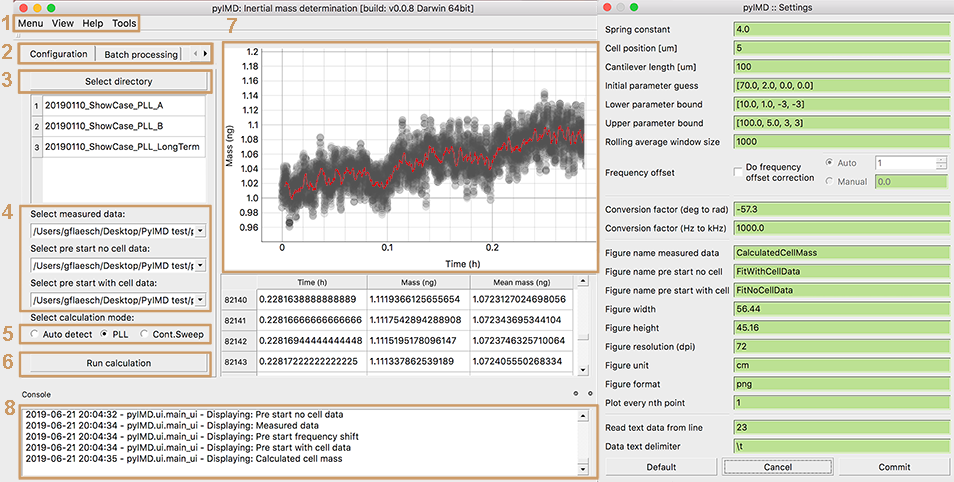 pyIMD: Inertial mass determination [build: v0.0.8 Darwin 64bit]
1 Menu View Help Tools
2 Configuration Batch processing
3 Select directory
1 20190110_ShowCase_PLL_A
2 20190110_ShowCase_PLL_B
3 20190110_ShowCase_PLL_LongTerm
4 Select measured data:
/Users/gflaesch/Desktop/PyIMD test/p
Select pre start no cell data:
/Users/gflaesch/Desktop/PyIMD test/p
Select pre start with cell data:
/Users/gflaesch/Desktop/PyIMD test/p
Select calculation mode:
5 Auto detect PLL Cont.Sweep
6 Run calculation
7
1.2
1.18
1.16
1.14
1.12
1.1
1.08
1.06
1.04
1.02
1
0.98
0.96
Mass (ng)
0 0.1 0.2
Time (h)
Time (h) Mass (ng) Mean mass (ng)
82140 0.2281638888888889 1.1119366125655654 1.0723127024698056
82141 0.22816666666666666 1.1117542894288908 1.072343695344104
82142 0.22816944444444448 1.1115195178096147 1.0723746325710064
82143 0.22817222222222225 1.111337862539189 1.072405550268334
Console
8 2019-06-21 20:04:32 - pyIMD.ui.main_ui - Displaying: Pre start no cell data
2019-06-21 20:04:34 - pyIMD.ui.main_ui - Displaying: Measured data
2019-06-21 20:04:34 - pyIMD.ui.main_ui - Displaying: Pre start frequency shift
2019-06-21 20:04:34 - pyIMD.ui.main_ui - Displaying: Pre start with cell data
2019-06-21 20:04:35 - pyIMD.ui.main_ui - Displaying: Calculated cell mass
pyIMD :: Settings
Spring constant 4.0
Cell position [um] 5
Cantilever length [um] 100
Initial parameter guess [70.0, 2.0, 0.0, 0.0]
Lower parameter bound [10.0, 1.0, -3, -3]
Upper parameter bound [100.0, 5.0, 3, 3]
Rolling average window size 1000
Frequency offset Do frequency offset correction Auto 1
Manual 0.0
Conversion factor (deg to rad) -57.3
Conversion factor (Hz to kHz) 1000.0
Figure name measured data CalculatedCellMass
Figure name pre start no cell FitWithCellData
Figure name pre start with cell FitNoCellData
Figure width 56.44
Figure height 45.16
Figure resolution (dpi) 72
Figure unit cm
Figure format png
Plot every nth point 1
Read text data from line 23
Data text delimiter \t
Default Cancel Commit